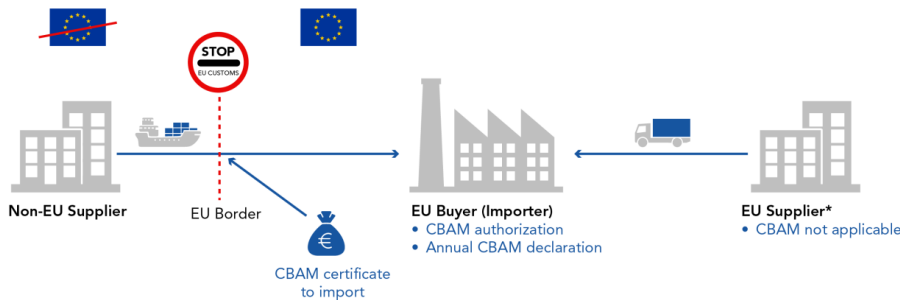 STOP
EU CUSTOMS
Non-EU Supplier
EU Border
CBAM certificate
to import
EU Buyer (Importer)
• CBAM authorization
• Annual CBAM declaration
EU Supplier*
• CBAM not applicable